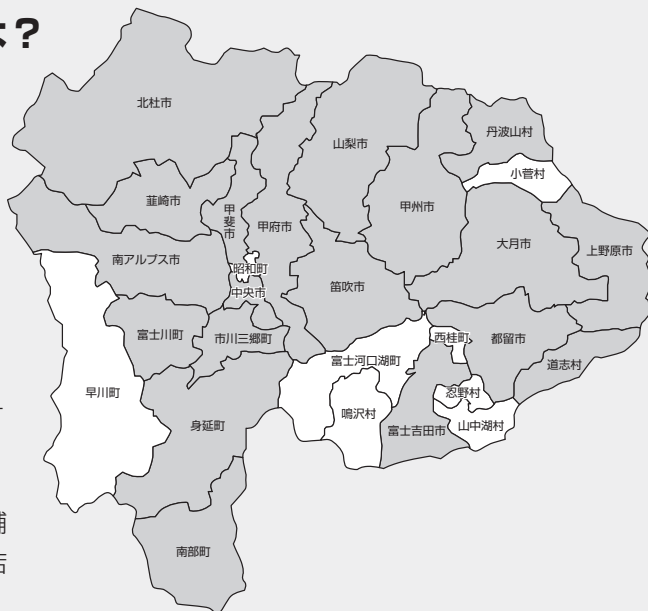 は?
北杜市
山梨市
丹波山村
小菅村
韮崎市
甲斐市
甲府市
甲州市
大月市
上野原市
南アルプス市
昭和町
中央市
笛吹市
富士川町
市川三郷町
西桂町
都留市
道志村
富士河口湖町
早川町
忍野村
鳴沢村
山中湖村
身延町
富士吉田市
舗
店
南部町